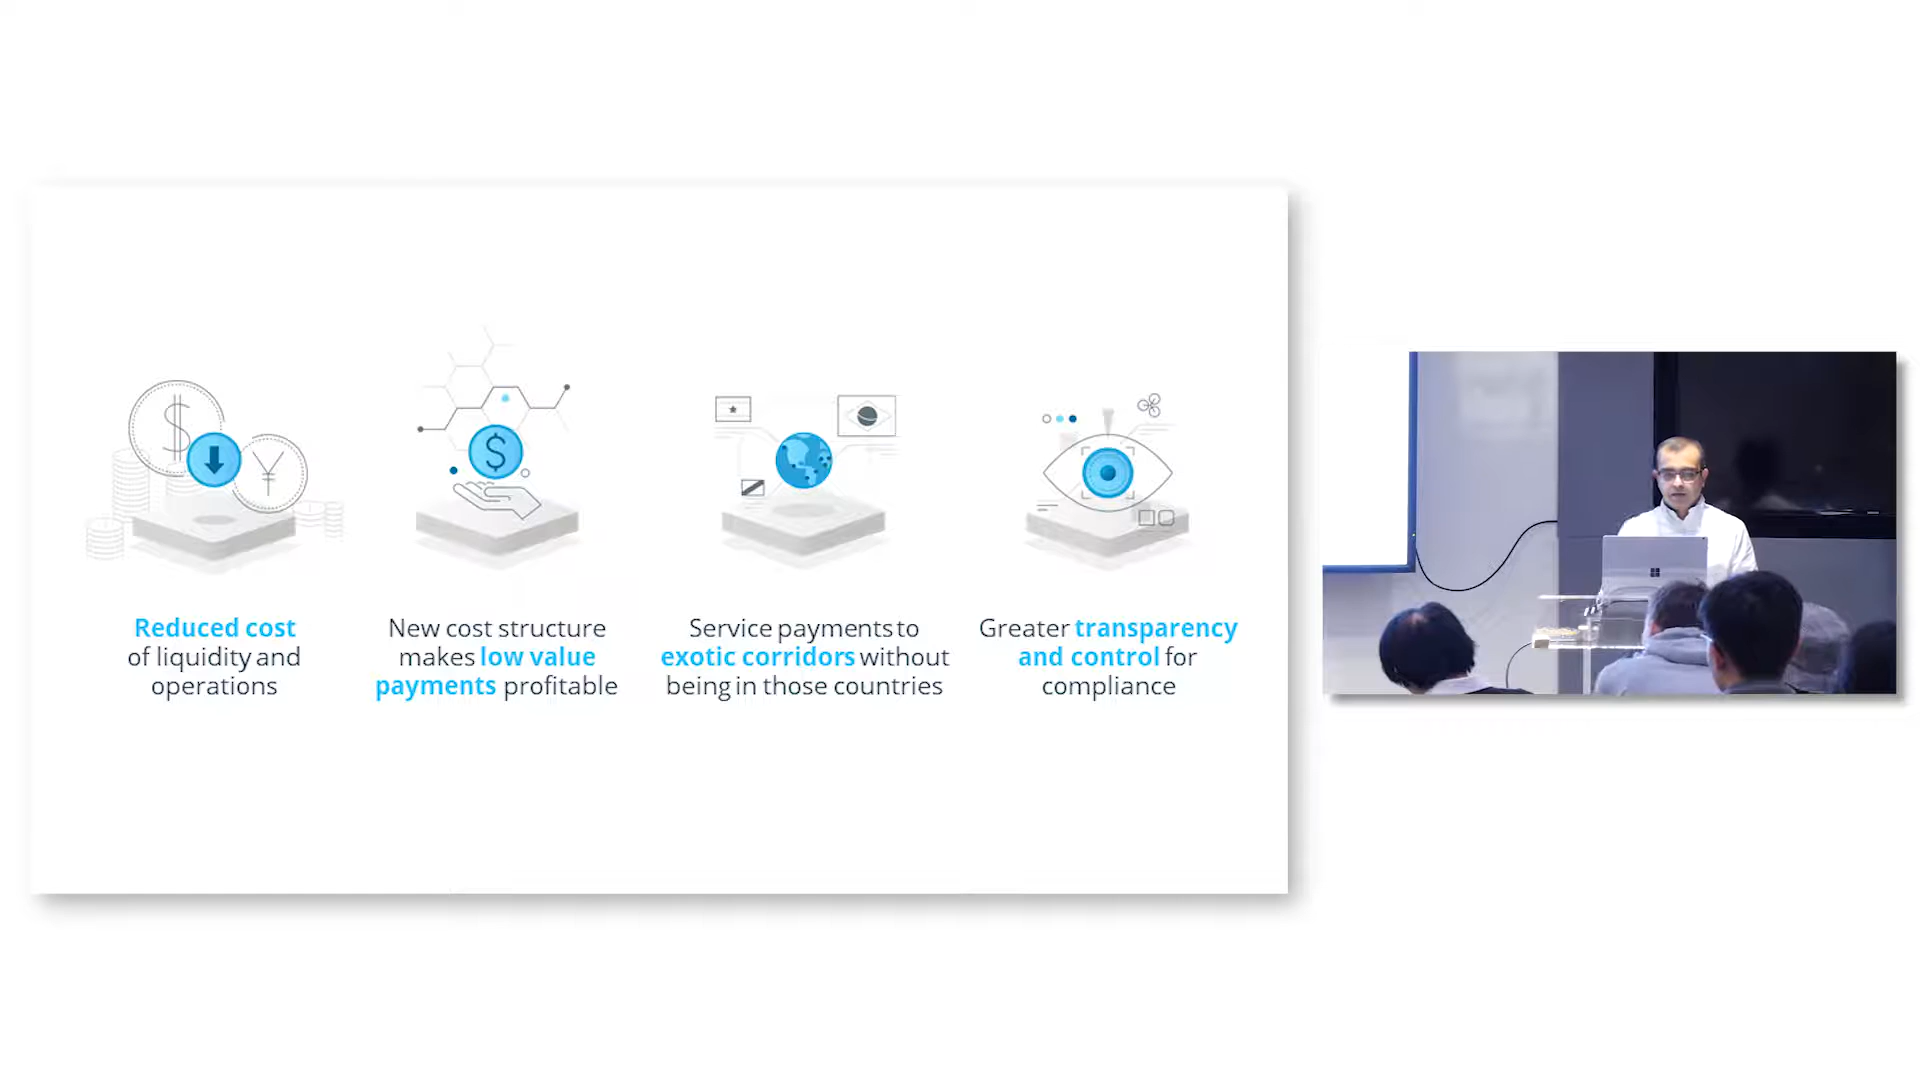 Reduced cost
of liquidity and
operations
New cost structure
makes low value
payments profitable
Service payments to
exotic corridors without
being in those countries
Greater transparency
and control for
compliance